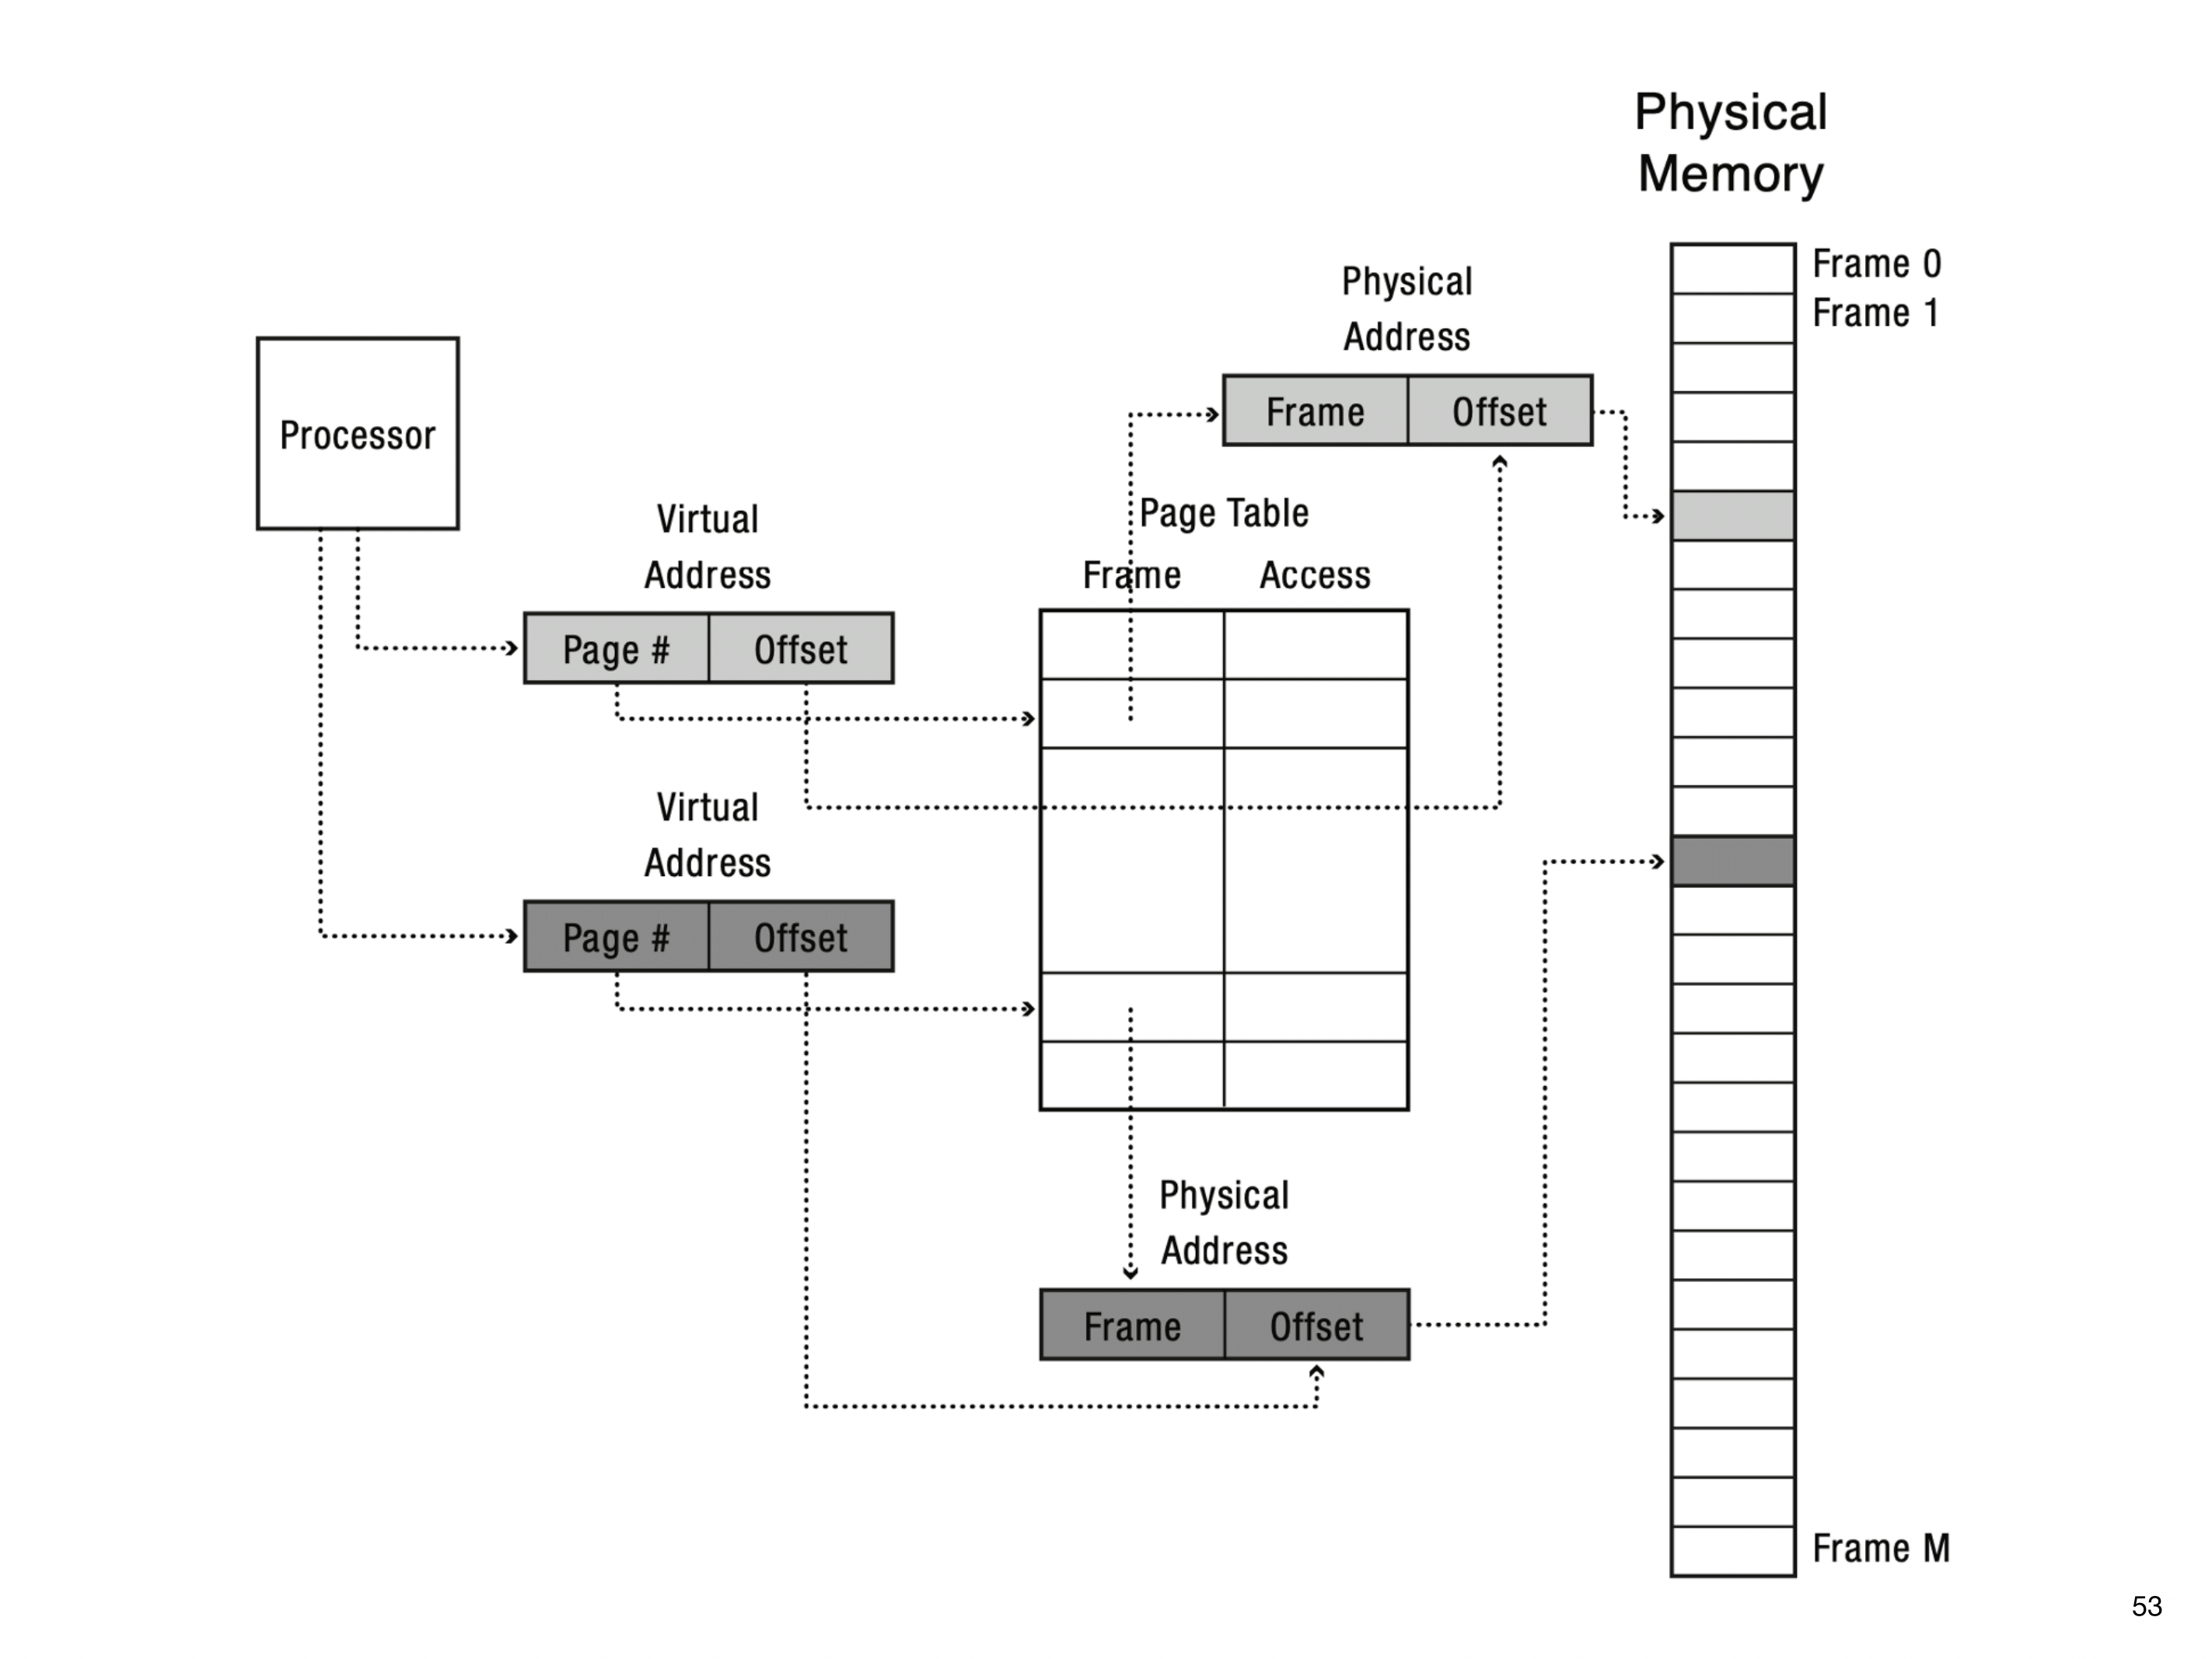 Physical
Memory
Frame 0
Frame 1
Physical
Address
Frame Offset
Processor
Virtual
Address
Page # Offset
Page Table
Frame Access
Virtual
Address
Page # Offset
Physical
Address
Frame Offset
Frame M
53